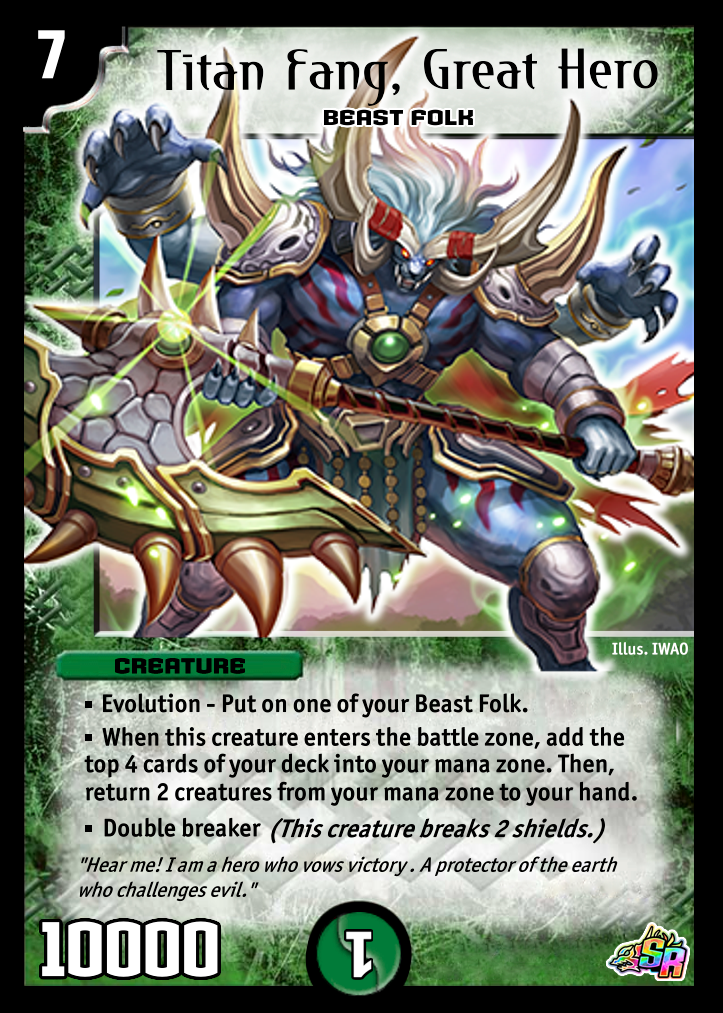 7
Titan Fang, Great Hero
BEAST FOLK
Illus. IWAO
CREATURE
▪ Evolution - Put on one of your Beast Folk.
▪ When this creature enters the battle zone, add the
top 4 cards of your deck into your mana zone. Then,
return 2 creatures from your mana zone to your hand.
▪ Double breaker (This creature breaks 2 shields.)
"Hear me! I am a hero who vows victory . A protector of the earth
who challenges evil."
10000
1
SR